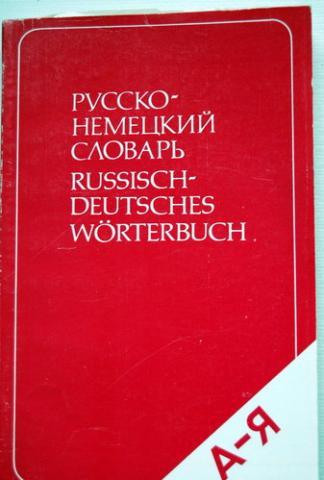 РУССКО-
НЕМЕЦКИЙ
СЛОВАРЬ
RUSSISCH-
DEUTSCHES
WÖRTERBUCH
А-Я